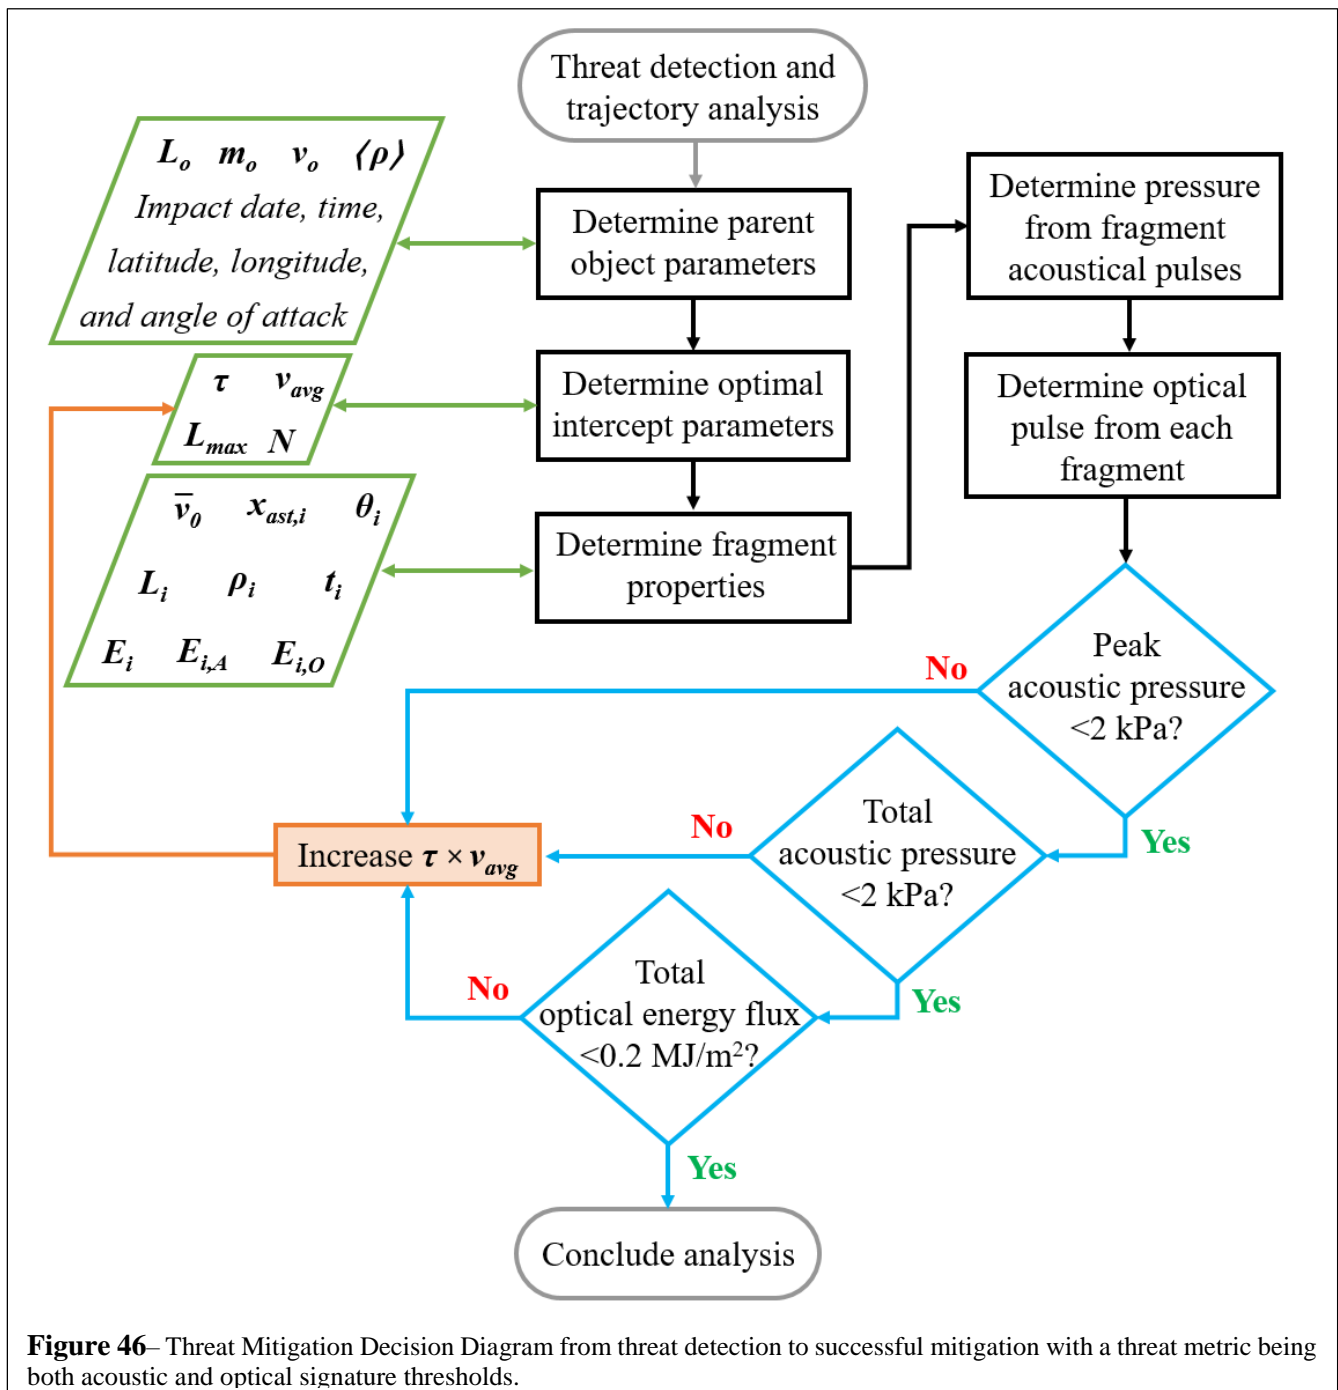 Threat detection and
trajectory analysis
L_o m_o v_o ⟨ρ⟩
Impact date, time,
latitude, longitude,
and angle of attack
Determine parent
object parameters
Determine pressure
from fragment
acoustical pulses
τ v_avg
L_max N
Determine optimal
intercept parameters
Determine optical
pulse from each
fragment
v̅_0 x_ast,i θ_i
L_i ρ_i t_i
E_i E_i,A E_i,O
Determine fragment
properties
Peak
acoustic pressure
<2 kPa?
No
Yes
Total
acoustic pressure
<2 kPa?
No
Yes
Increase τ × v_avg
Total
optical energy flux
<0.2 MJ/m²?
No
Yes
Conclude analysis
Figure 46– Threat Mitigation Decision Diagram from threat detection to successful mitigation with a threat metric being
both acoustic and optical signature thresholds.